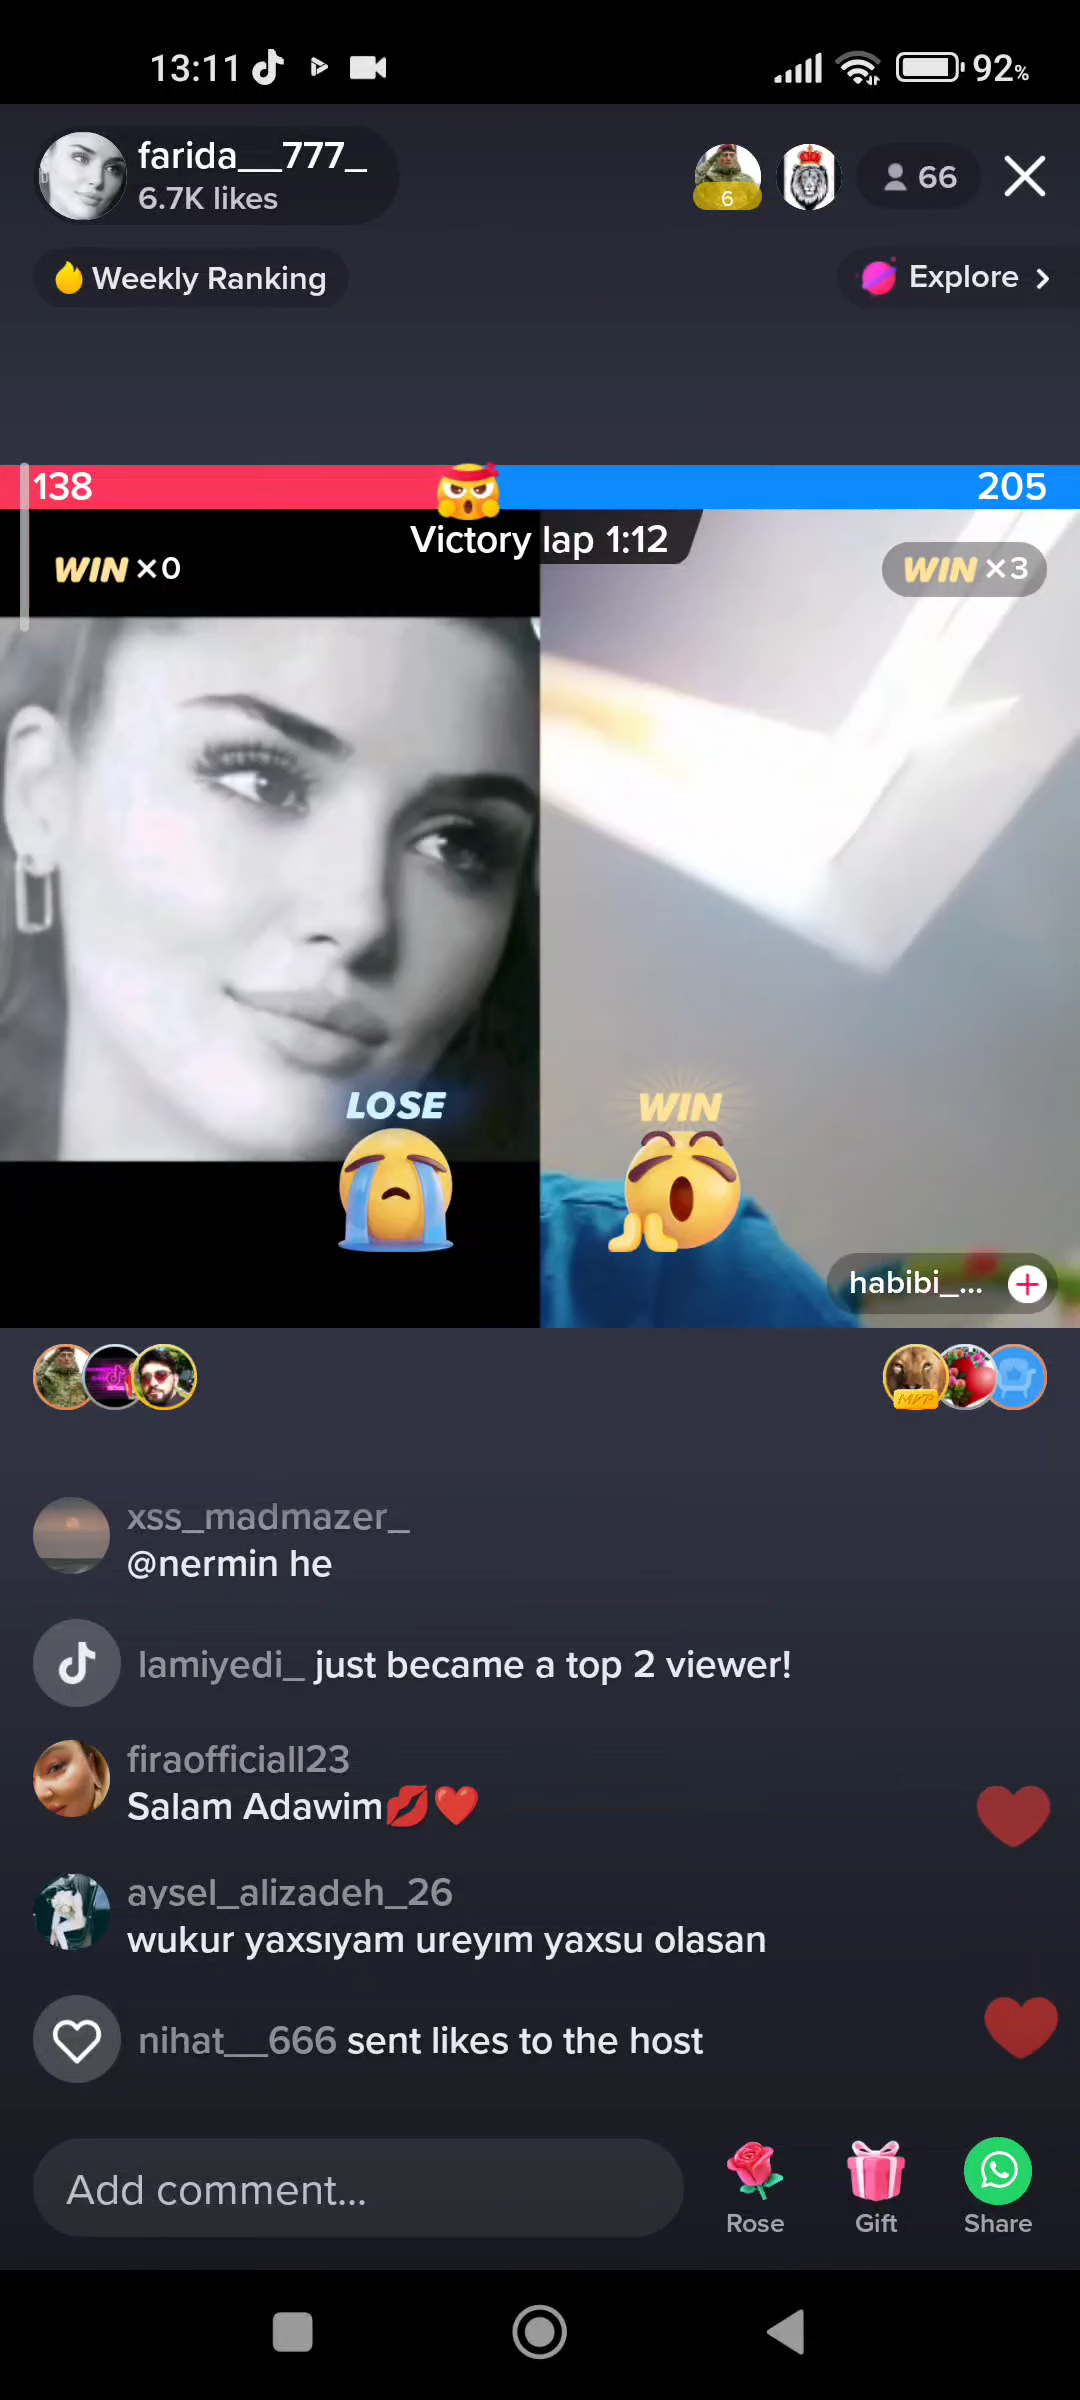 13:11
92%
farida__777_
6.7K likes
6
66
Weekly Ranking
Explore
138
205
Victory lap 1:12
WIN ×0
WIN ×3
LOSE
WIN
habibi_...
MVP
xss_madmazer_
@nermin he
lamiyedi_ just became a top 2 viewer!
firaofficiall23
Salam Adawim💋❤️
aysel_alizadeh_26
wukur yaxsıyam ureyım yaxsu olasan
nihat__666 sent likes to the host
Add comment...
Rose
Gift
Share